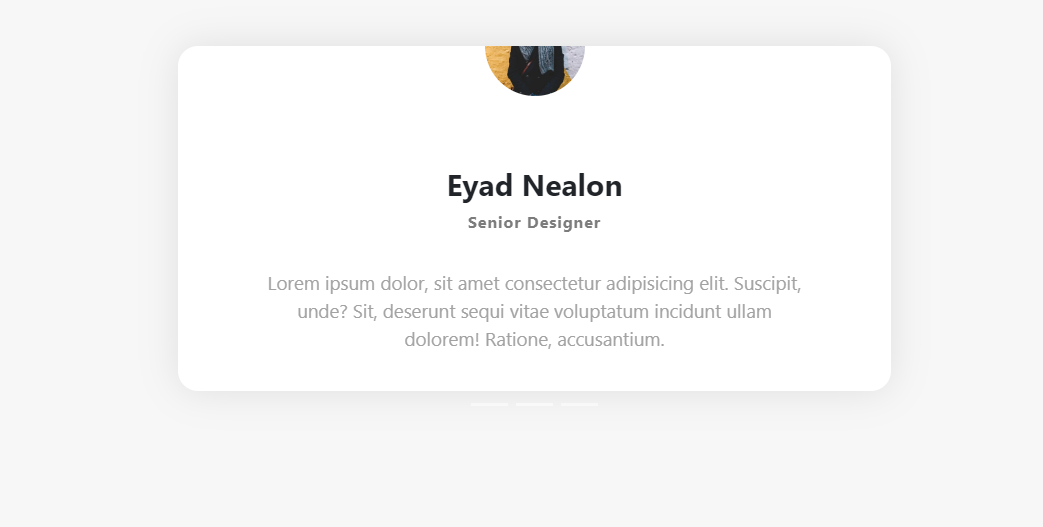 Eyad Nealon
Senior Designer
Lorem ipsum dolor, sit amet consectetur adipisicing elit. Suscipit,
unde? Sit, deserunt sequi vitae voluptatum incidunt ullam
dolorem! Ratione, accusantium.